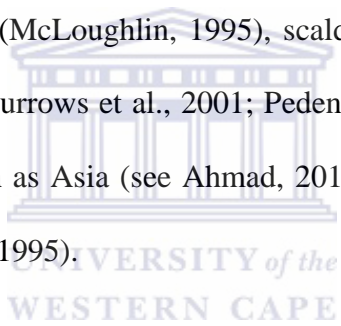 (McLoughlin, 1995), scald
urrows et al., 2001; Peden
as Asia (see Ahmad, 201
1995).
UNIVERSITY of the
WESTERN CAPE